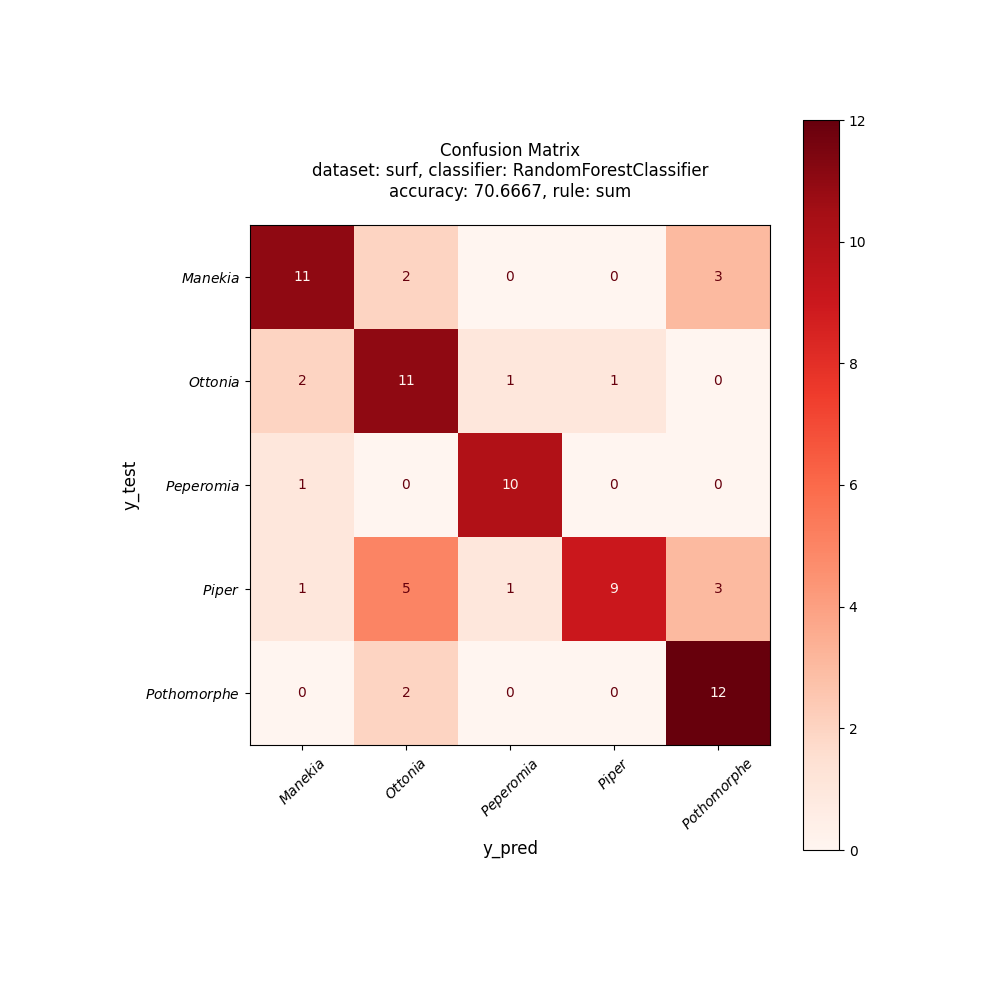 Confusion Matrix
dataset: surf, classifier: RandomForestClassifier
accuracy: 70.6667, rule: sum
y_test
Manekia 11 2 0 0 3
Ottonia 2 11 1 1 0
Peperomia 1 0 10 0 0
Piper 1 5 1 9 3
Pothomorphe 0 2 0 0 12
Manekia Ottonia Peperomia Piper Pothomorphe
y_pred
12
10
8
6
4
2
0